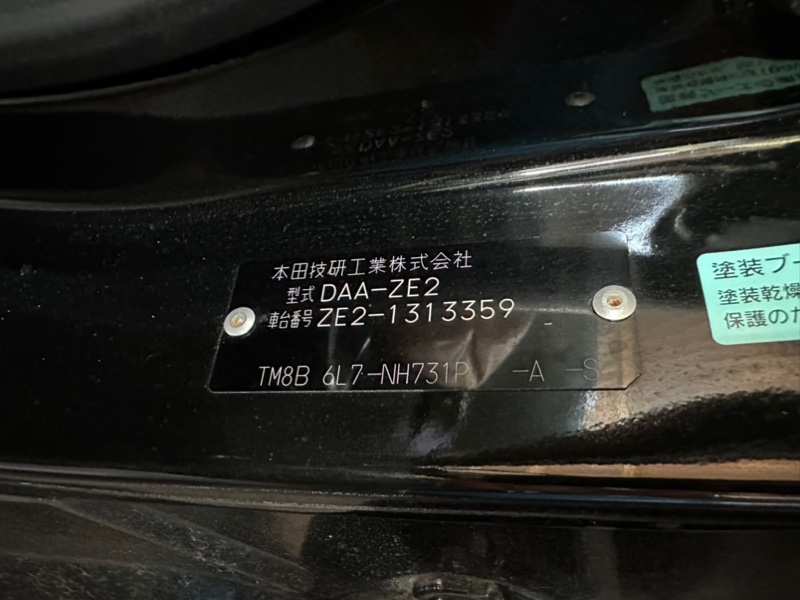 本田技研工業株式会社
型式 DAA-ZE2
車台番号 ZE2-1313359
TM8B 6L7-NH731P -A -S
塗装ブ
塗装乾燥
保護のた